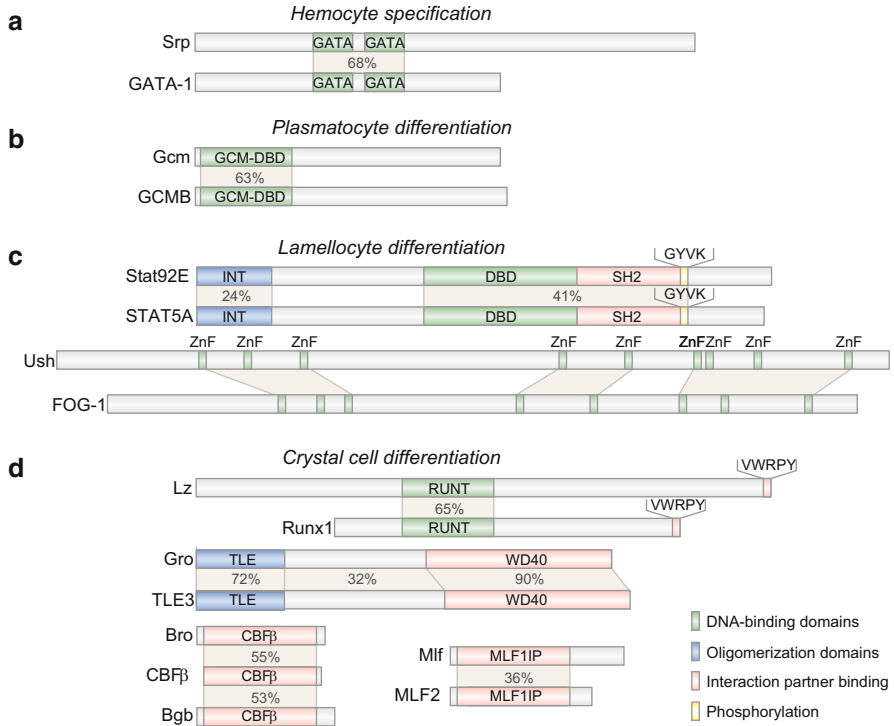 a
Hemocyte specification
Srp GATA GATA
68%
GATA-1 GATA GATA
b
Plasmatocyte differentiation
Gcm GCM-DBD
63%
GCMB GCM-DBD
c
Lamellocyte differentiation
GYVK
Stat92E INT DBD SH2
24% 41% GYVK
STAT5A INT DBD SH2
ZnF ZnF ZnF ZnF ZnF ZnF ZnF ZnF ZnF
Ush
FOG-1
d
Crystal cell differentiation
VWRPY
Lz RUNT
65% VWRPY
Runx1 RUNT
Gro TLE WD40
72% 32% 90%
TLE3 TLE WD40
Bro CBFβ
55%
CBFβ CBFβ
53%
Bgb CBFβ
Mlf MLF1IP
36%
MLF2 MLF1IP
DNA-binding domains
Oligomerization domains
Interaction partner binding
Phosphorylation